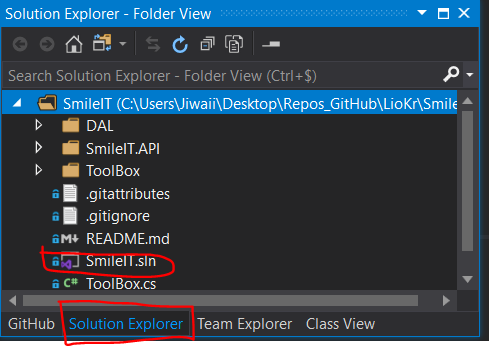 Solution Explorer - Folder View
Search Solution Explorer - Folder View (Ctrl+$)
SmileIT (C:\Users\Jiwaii\Desktop\Repos_GitHub\LioKr\Smile
DAL
SmileIT.API
ToolBox
.gitattributes
.gitignore
M↓ README.md
SmileIT.sln
C# ToolBox.cs
GitHub Solution Explorer Team Explorer Class View